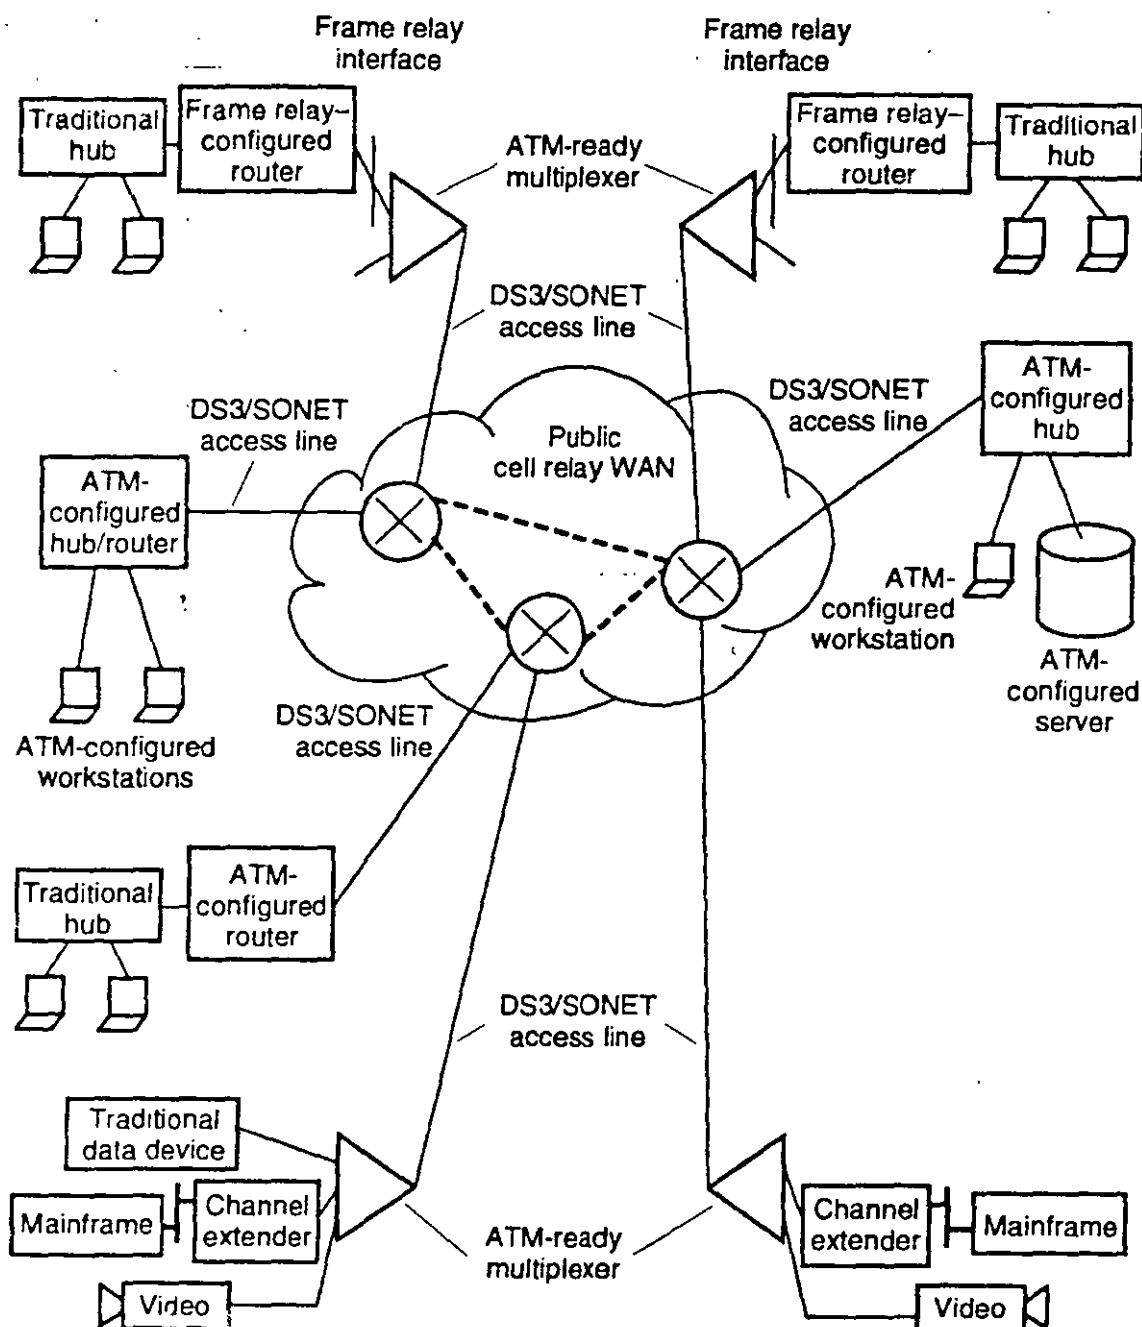 Frame relay
interface
Frame relay
interface
Traditional
hub
Frame relay–
configured
router
ATM-ready
multiplexer
Frame relay–
configured
router
Traditional
hub
DS3/SONET
access line
DS3/SONET
access line
Public
cell relay WAN
DS3/SONET
access line
ATM-
configured
hub
ATM-
configured
hub/router
ATM-
configured
workstation
ATM-
configured
server
ATM-configured
workstations
DS3/SONET
access line
Traditional
hub
ATM-
configured
router
DS3/SONET
access line
Traditional
data device
Mainframe
Channel
extender
Video
ATM-ready
multiplexer
Channel
extender
Mainframe
Video